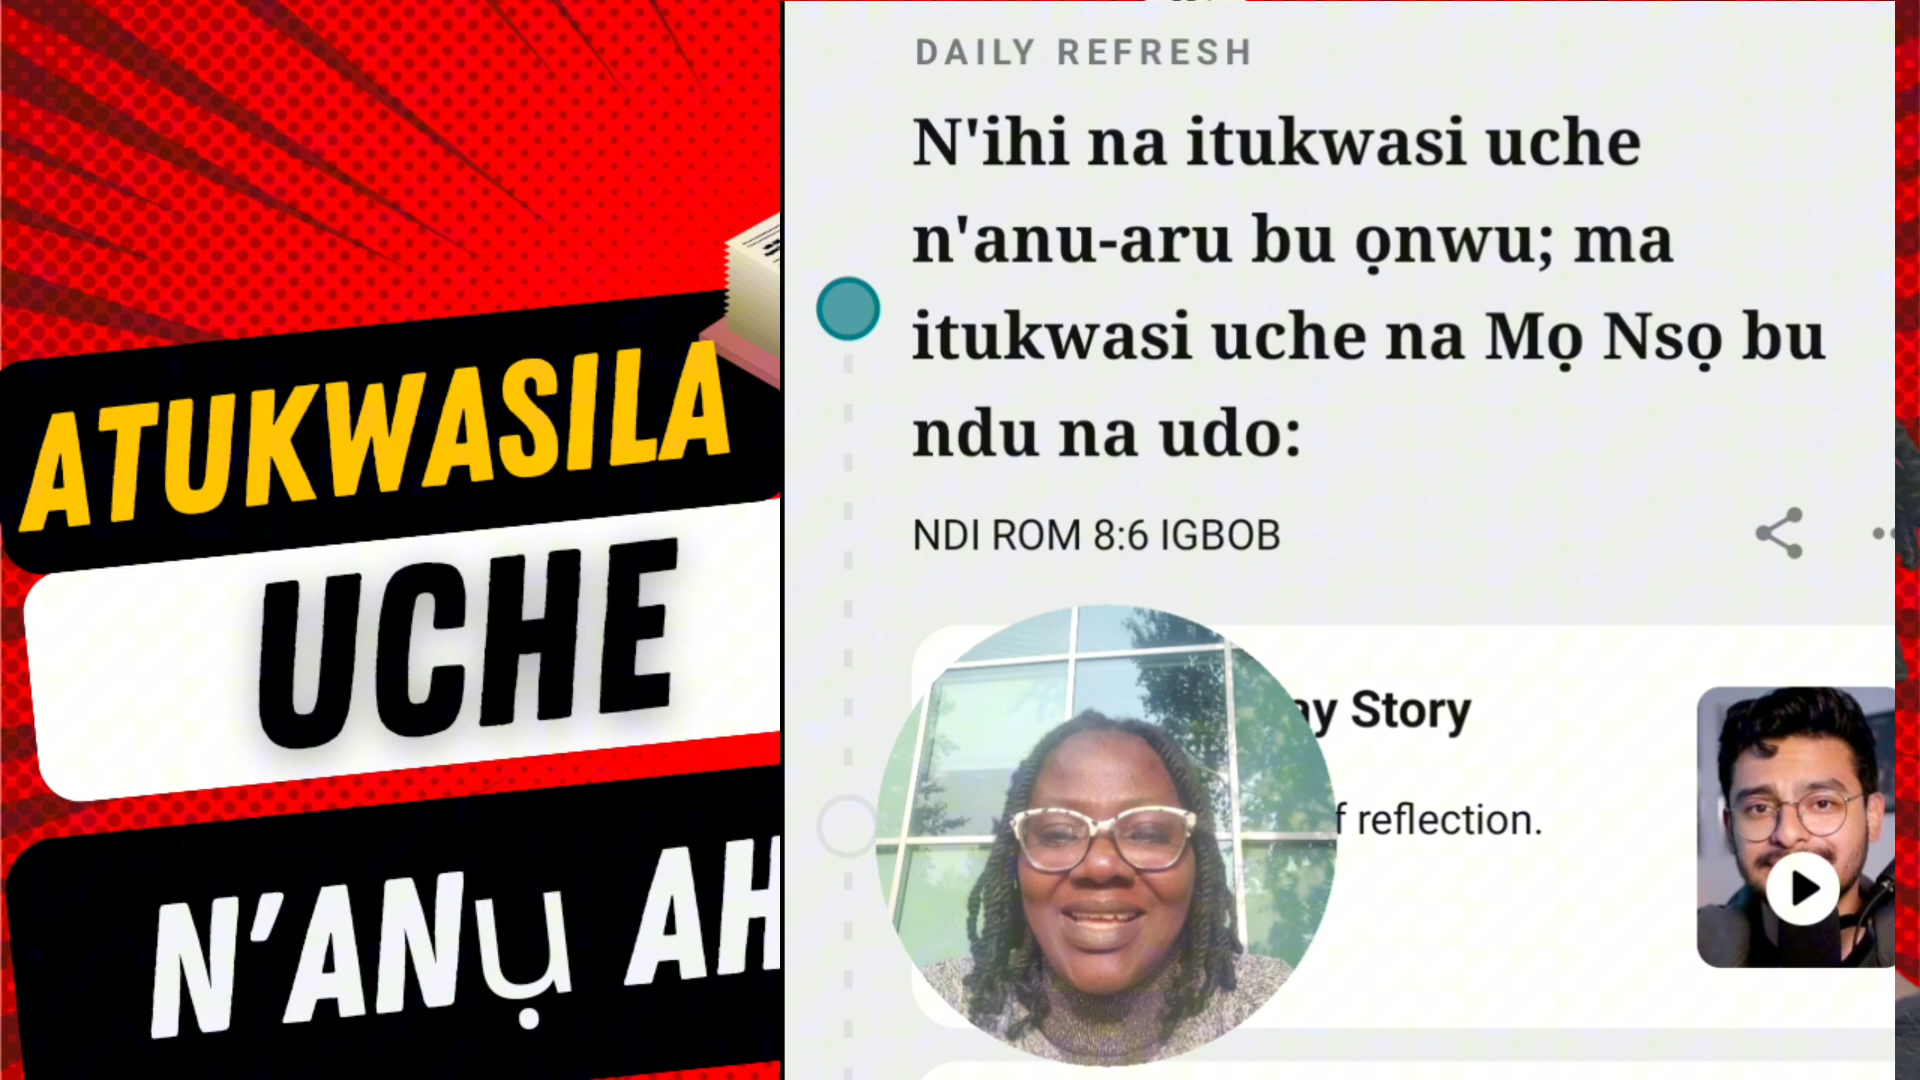 ATUKWASILA
UCHE
N'ANụ AH
DAILY REFRESH
N'ihi na itukwasi uche
n'anu-aru bu ọnwu; ma
itukwasi uche na Mọ Nsọ bu
ndu na udo:
NDI ROM 8:6 IGBOB
Story
reflection.